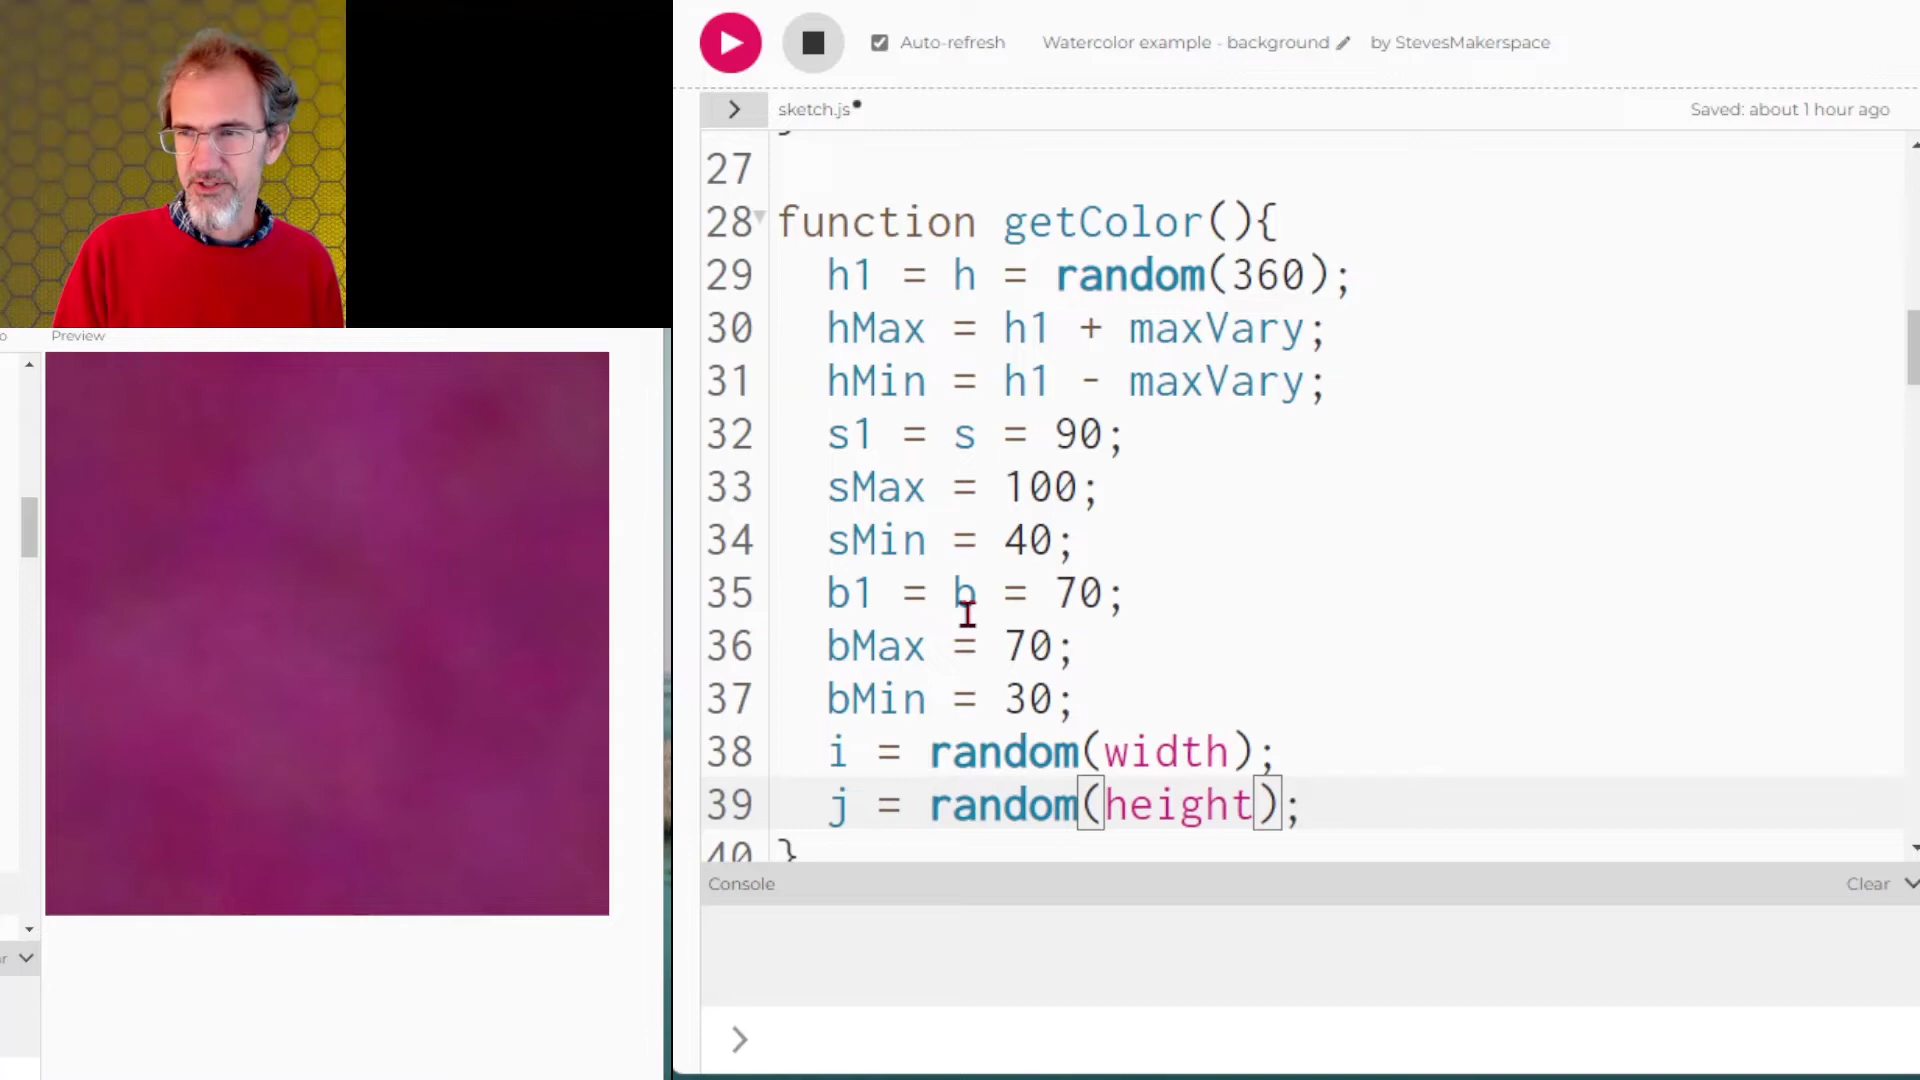 Auto-refresh Watercolor example - background by StevesMakerspace
sketch.js Saved: about 1 hour ago
27
28 function getColor(){
29 h1 = h = random(360);
30 hMax = h1 + maxVary;
31 hMin = h1 - maxVary;
32 s1 = s = 90;
33 sMax = 100;
34 sMin = 40;
35 b1 = b = 70;
36 bMax = 70;
37 bMin = 30;
38 i = random(width);
39 j = random(height);
40 }
Console Clear
>
Preview